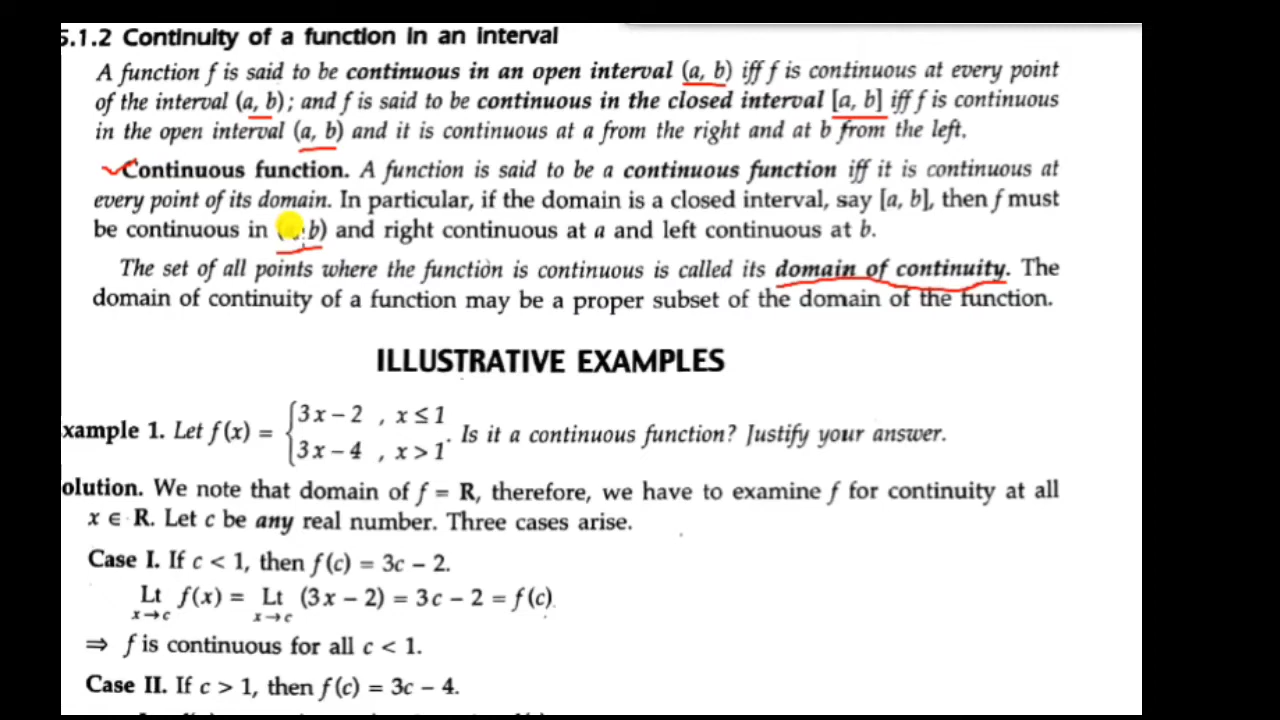 5.1.2 Continuity of a function in an interval
A function f is said to be continuous in an open interval (a, b) iff f is continuous at every point
of the interval (a, b); and f is said to be continuous in the closed interval [a, b] iff f is continuous
in the open interval (a, b) and it is continuous at a from the right and at b from the left.
Continuous function. A function is said to be a continuous function iff it is continuous at
every point of its domain. In particular, if the domain is a closed interval, say [a, b], then f must
be continuous in ( , b) and right continuous at a and left continuous at b.
The set of all points where the function is continuous is called its domain of continuity. The
domain of continuity of a function may be a proper subset of the domain of the function.
ILLUSTRATIVE EXAMPLES
xample 1. Let f(x) = { 3x – 2 , x ≤ 1
3x – 4 , x > 1 . Is it a continuous function? Justify your answer.
olution. We note that domain of f = R, therefore, we have to examine f for continuity at all
x ∈ R. Let c be any real number. Three cases arise.
Case I. If c < 1, then f(c) = 3c – 2.
Lt f(x) = Lt (3x – 2) = 3c – 2 = f(c)
x→c x→c
⇒ f is continuous for all c < 1.
Case II. If c > 1, then f(c) = 3c – 4.